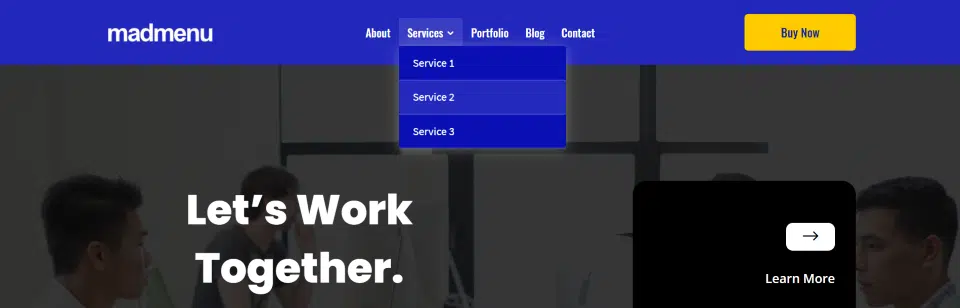 madmenu
About Services Portfolio Blog Contact
Buy Now
Service 1
Service 2
Service 3
Let’s Work
Together.
Learn More